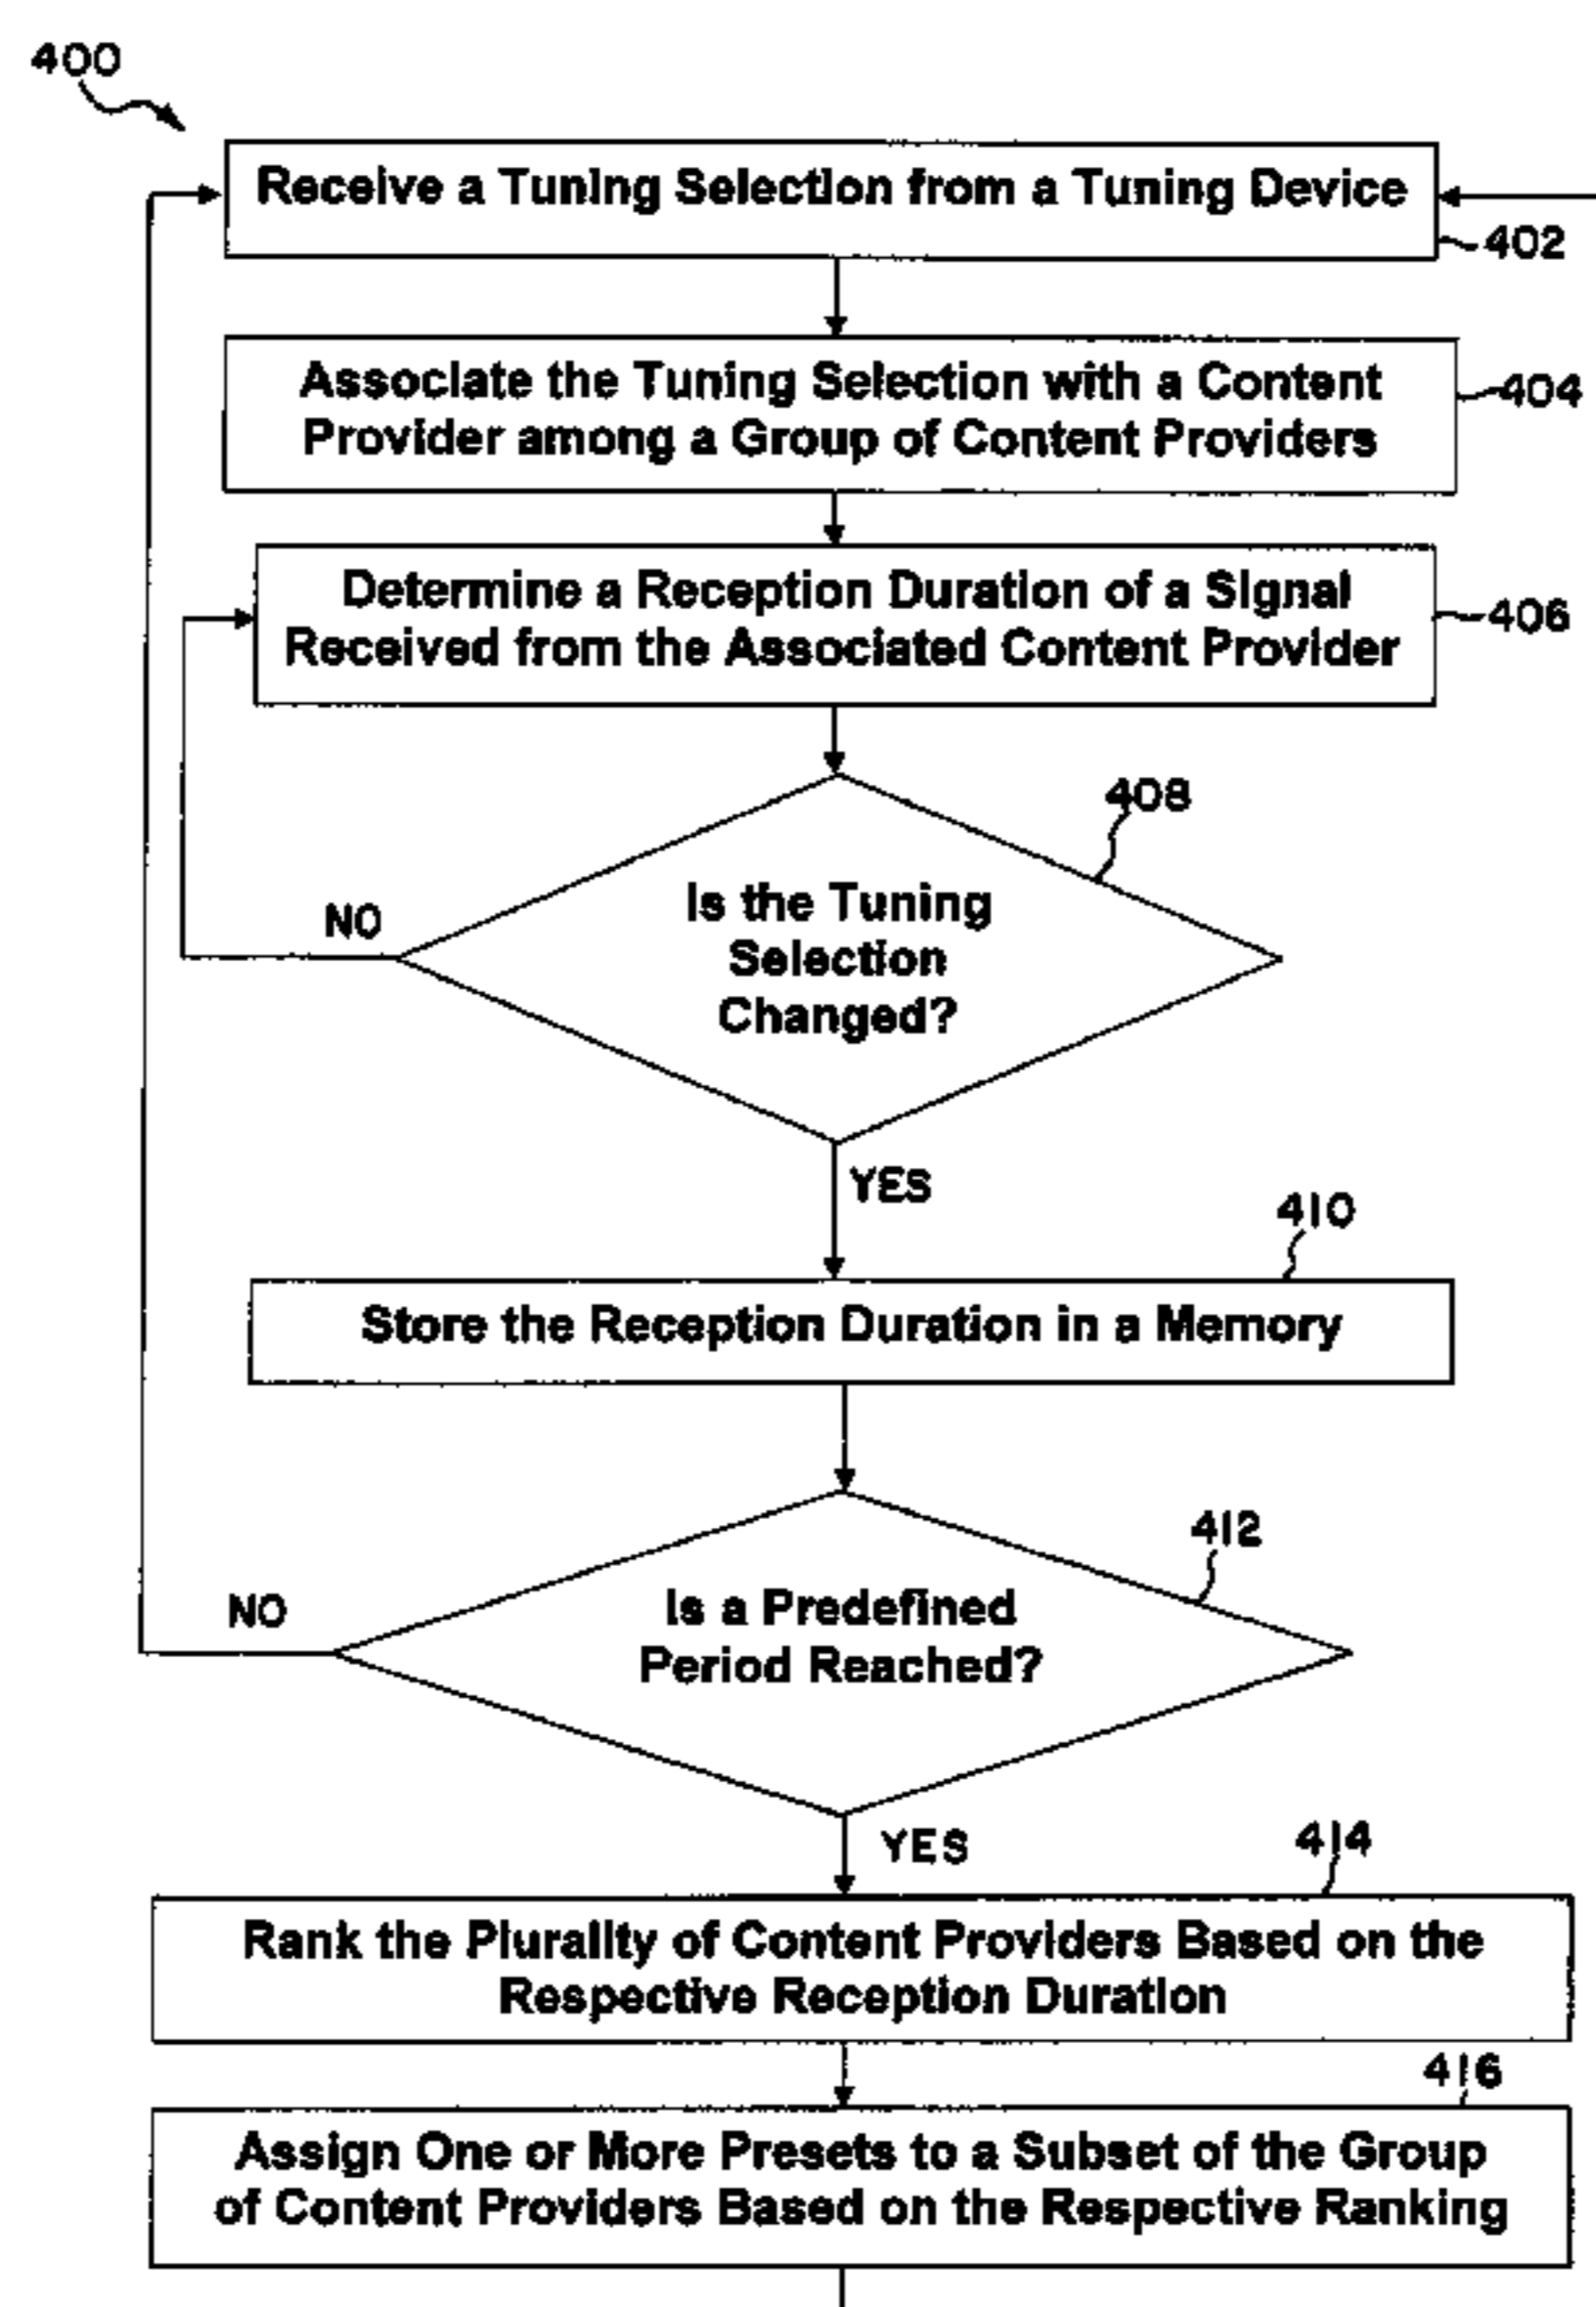 400
Receive a Tuning Selection from a Tuning Device
402
Associate the Tuning Selection with a Content
Provider among a Group of Content Providers
404
Determine a Reception Duration of a Signal
Received from the Associated Content Provider
406
408
Is the Tuning
Selection
Changed?
NO
YES
410
Store the Reception Duration in a Memory
412
Is a Predefined
Period Reached?
NO
YES
414
Rank the Plurality of Content Providers Based on the
Respective Reception Duration
416
Assign One or More Presets to a Subset of the Group
of Content Providers Based on the Respective Ranking